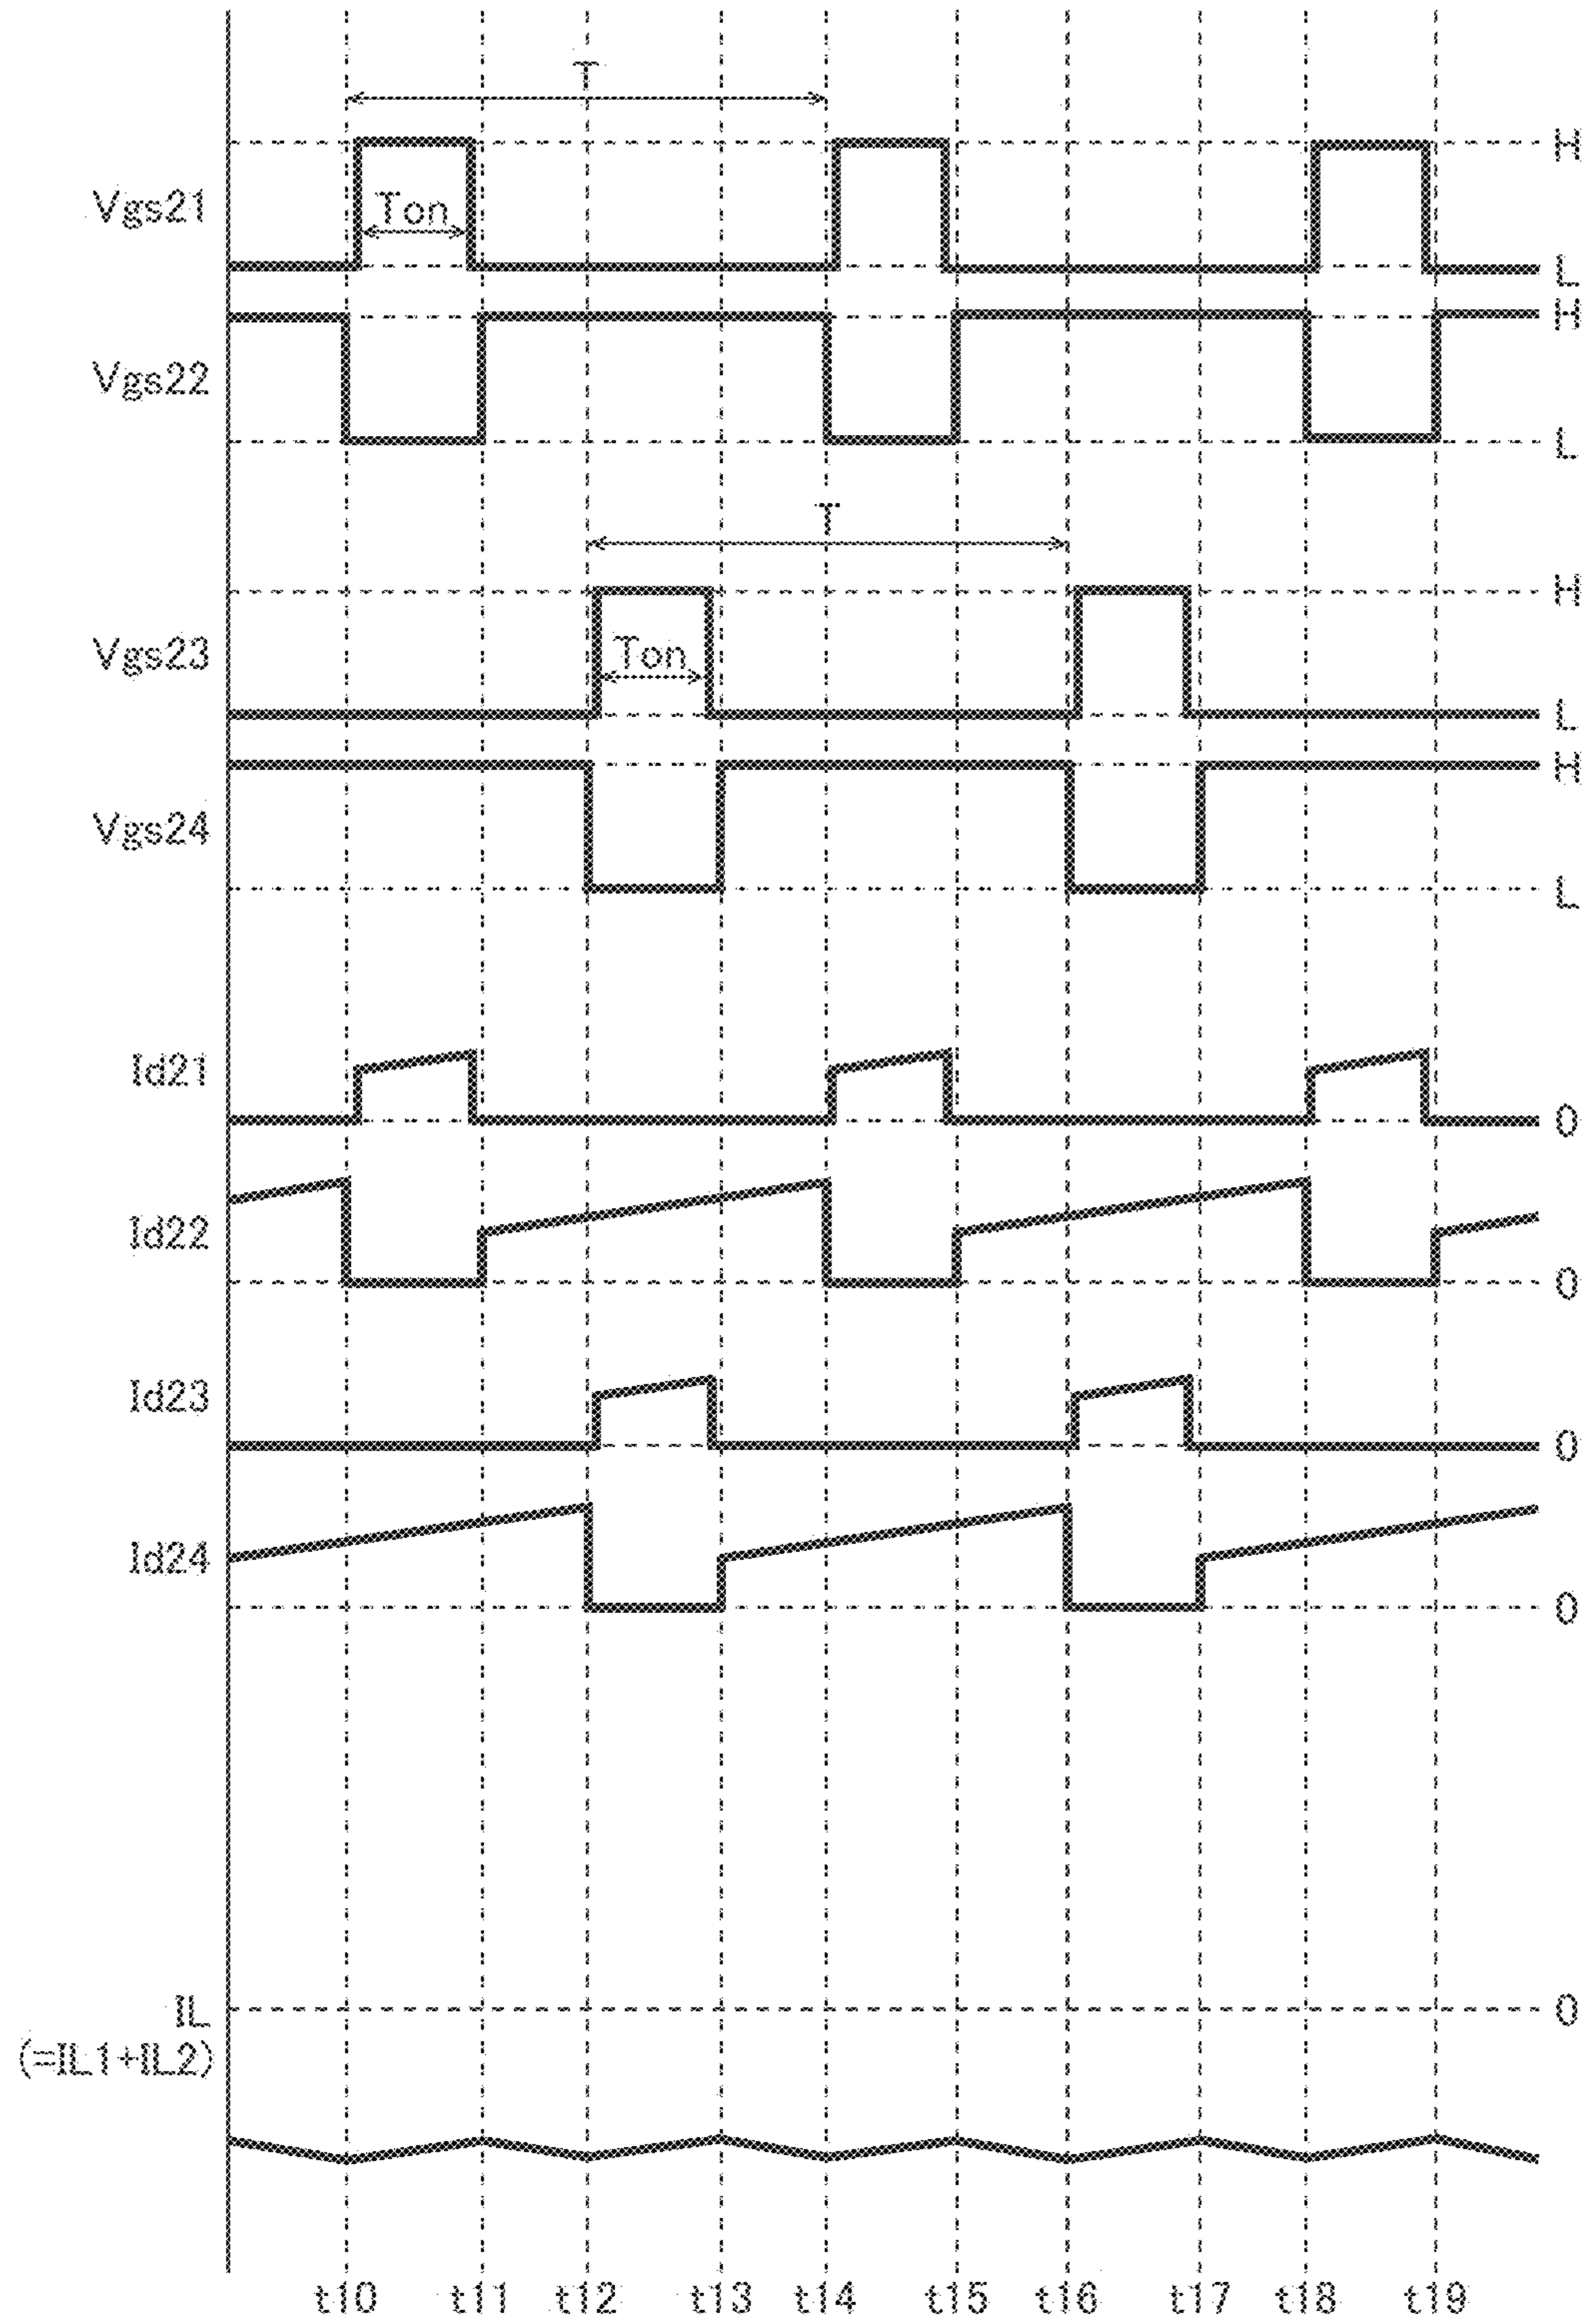 T
H
Vgs21
Ton
L
H
Vgs22
L
T
H
Vgs23
Ton
L
H
Vgs24
L
Id21
0
Id22
0
Id23
0
Id24
0
IL
0
(=IL1+IL2)
t10 t11 t12 t13 t14 t15 t16 t17 t18 t19